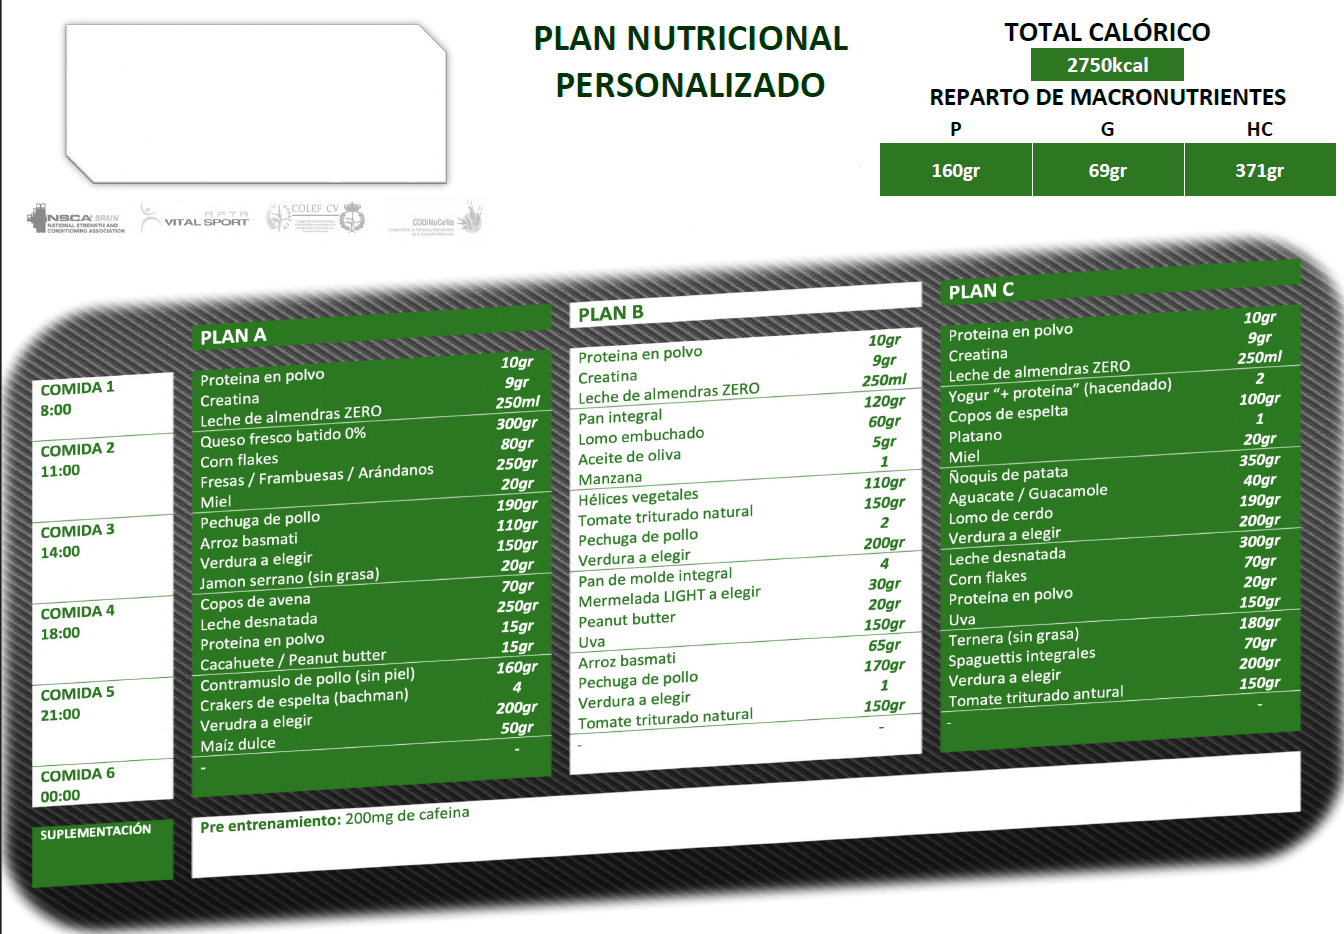 PLAN NUTRICIONAL
PERSONALIZADO
TOTAL CALÓRICO
2750kcal
REPARTO DE MACRONUTRIENTES
P G HC
160gr 69gr 371gr
NSCA SPAIN
NATIONAL STRENGTH AND
CONDITIONING ASSOCIATION
APTA
VITAL SPORT
COLEF CV
CODiNuCoVa
PLAN A
COMIDA 1
8:00
Proteina en polvo 10gr
Creatina 9gr
Leche de almendras ZERO 250ml
COMIDA 2
11:00
Queso fresco batido 0% 300gr
Corn flakes 80gr
Fresas / Frambuesas / Arándanos 250gr
Miel 20gr
COMIDA 3
14:00
Pechuga de pollo 190gr
Arroz basmati 110gr
Verdura a elegir 150gr
Jamon serrano (sin grasa) 20gr
COMIDA 4
18:00
Copos de avena 70gr
Leche desnatada 250gr
Proteína en polvo 15gr
Cacahuete / Peanut butter 15gr
COMIDA 5
21:00
Contramuslo de pollo (sin piel) 160gr
Crakers de espelta (bachman) 4
Verudra a elegir 200gr
Maíz dulce 50gr
COMIDA 6
00:00
- -
PLAN B
Proteina en polvo 10gr
Creatina 9gr
Leche de almendras ZERO 250ml
Pan integral 120gr
Lomo embuchado 60gr
Aceite de oliva 5gr
Manzana 1
Hélices vegetales 110gr
Tomate triturado natural 150gr
Pechuga de pollo 2
Verdura a elegir 200gr
Pan de molde integral 4
Mermelada LIGHT a elegir 30gr
Peanut butter 20gr
Uva 150gr
Arroz basmati 65gr
Pechuga de pollo 170gr
Verdura a elegir 1
Tomate triturado natural 150gr
- -
PLAN C
Proteina en polvo 10gr
Creatina 9gr
Leche de almendras ZERO 250ml
Yogur “+ proteína” (hacendado) 2
Copos de espelta 100gr
Platano 1
Miel 20gr
Ñoquis de patata 350gr
Aguacate / Guacamole 40gr
Lomo de cerdo 190gr
Verdura a elegir 200gr
Leche desnatada 300gr
Corn flakes 70gr
Proteína en polvo 20gr
Uva 150gr
Ternera (sin grasa) 180gr
Spaguettis integrales 70gr
Verdura a elegir 200gr
Tomate triturado antural 150gr
- -
SUPLEMENTACIÓN
Pre entrenamiento: 200mg de cafeina